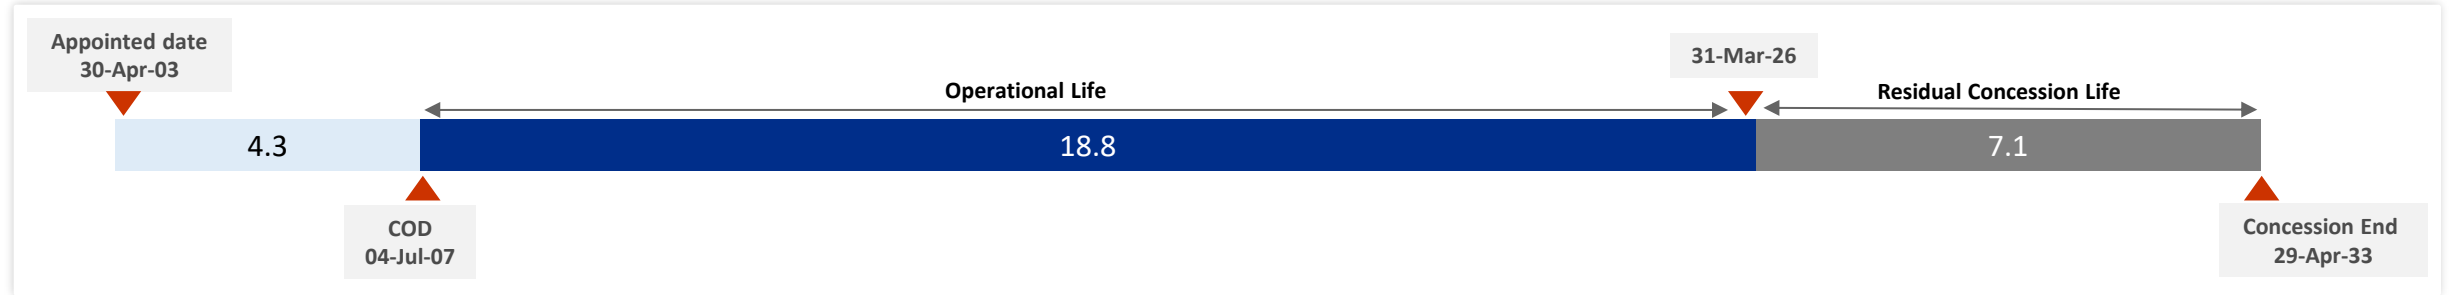 Appointed date
30-Apr-03
31-Mar-26
Operational Life
Residual Concession Life
4.3
18.8
7.1
COD
04-Jul-07
Concession End
29-Apr-33